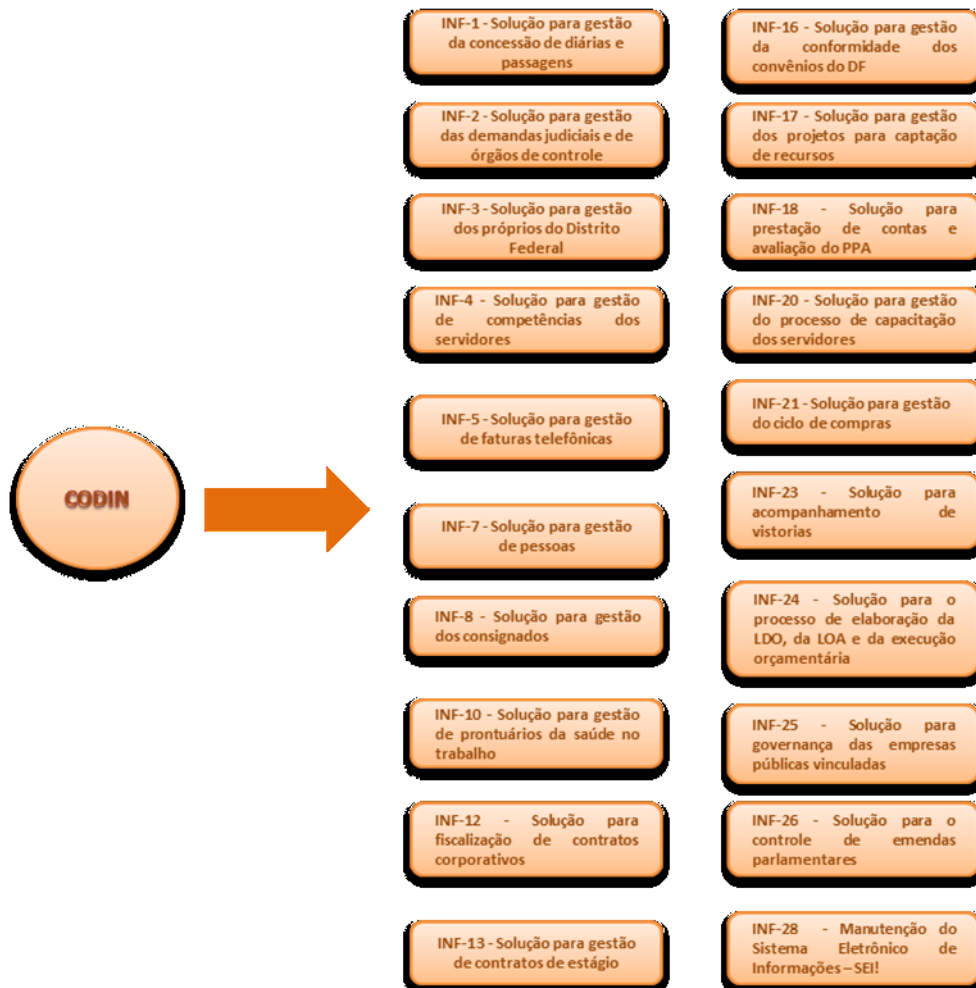 CODIN
INF-1 - Solução para gestão
da concessão de diárias e
passagens
INF-2 - Solução para gestão
das demandas judiciais e de
órgãos de controle
INF-3 - Solução para gestão
dos próprios do Distrito
Federal
INF-4 - Solução para gestão
de competências dos
servidores
INF-5 - Solução para gestão
de faturas telefônicas
INF-7 - Solução para gestão
de pessoas
INF-8 - Solução para gestão
dos consignados
INF-10 - Solução para gestão
de prontuários da saúde no
trabalho
INF-12 - Solução para
fiscalização de contratos
corporativos
INF-13 - Solução para gestão
de contratos de estágio
INF-16 - Solução para gestão
da conformidade dos
convênios do DF
INF-17 - Solução para gestão
dos projetos para captação
de recursos
INF-18 - Solução para
prestação de contas e
avaliação do PPA
INF-20 - Solução para gestão
do processo de capacitação
dos servidores
INF-21 - Solução para gestão
do ciclo de compras
INF-23 - Solução para
acompanhamento de
vistorias
INF-24 - Solução para o
processo de elaboração da
LDO, da LOA e da execução
orçamentária
INF-25 - Solução para
governança das empresas
públicas vinculadas
INF-26 - Solução para o
controle de emendas
parlamentares
INF-28 - Manutenção do
Sistema Eletrônico de
Informações – SEI!